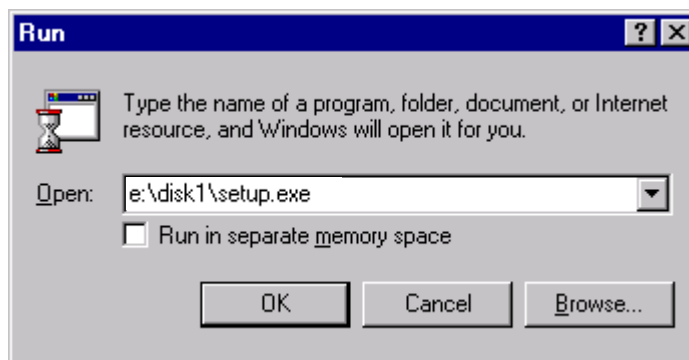 Run
Type the name of a program, folder, document, or Internet
resource, and Windows will open it for you.
Open: e:\disk1\setup.exe
Run in separate memory space
OK Cancel Browse...